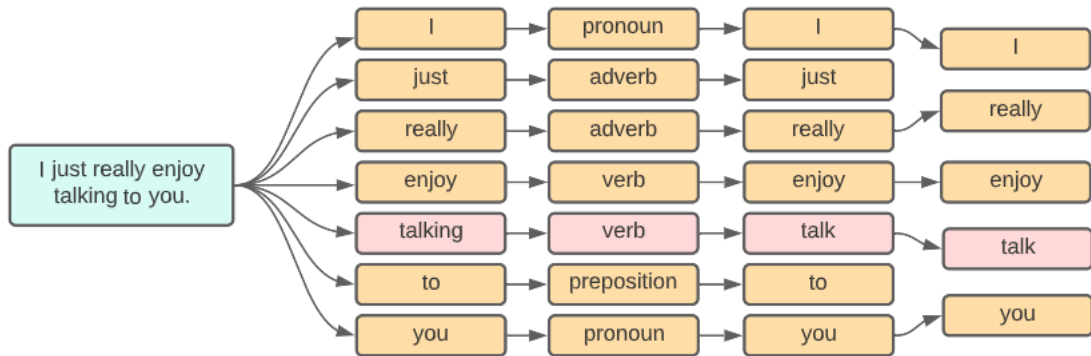 I pronoun I I
just adverb just
really adverb really really
I just really enjoy
talking to you.
enjoy verb enjoy enjoy
talking verb talk talk
to preposition to
you pronoun you you